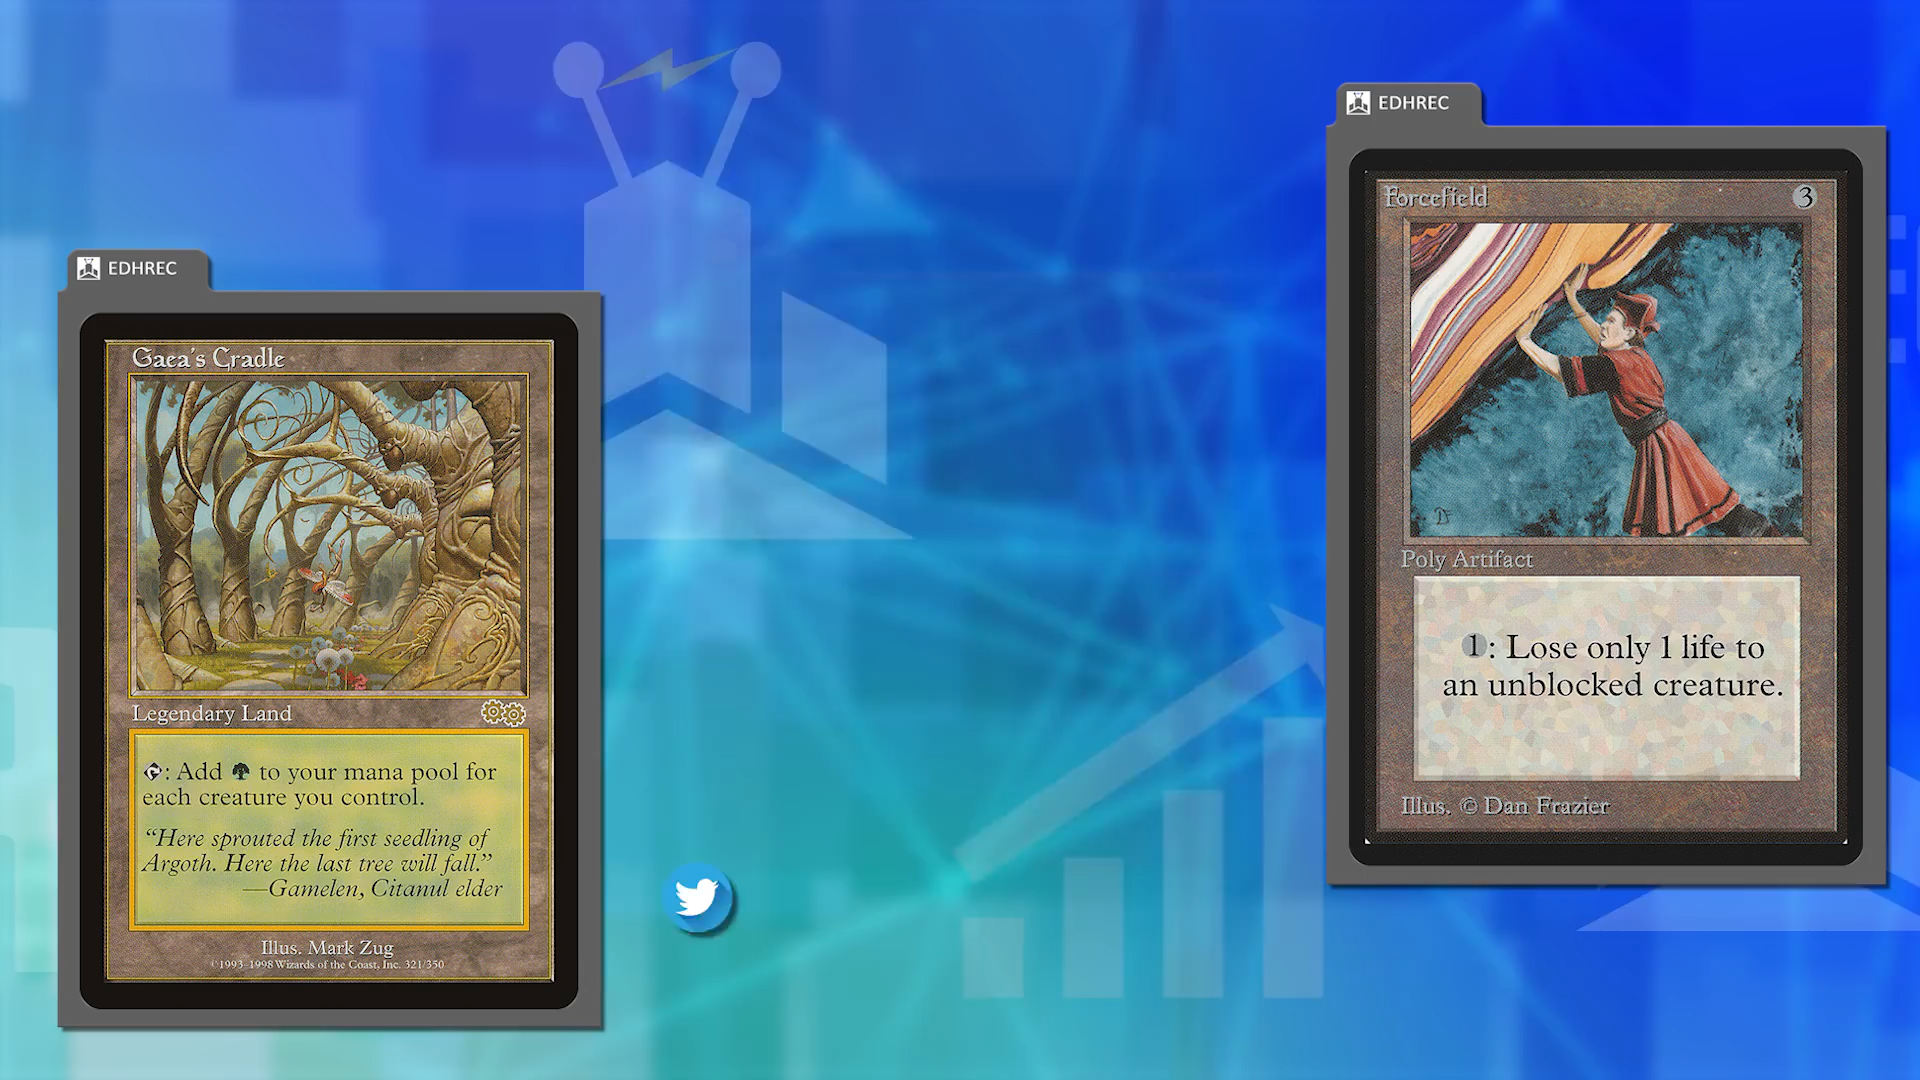 EDHREC
Gaea's Cradle
Legendary Land
: Add to your mana pool for
each creature you control.
"Here sprouted the first seedling of
Argoth. Here the last tree will fall."
—Gamelen, Citanul elder
Illus. Mark Zug
©1993-1998 Wizards of the Coast, Inc. 321/350
EDHREC
Forcefield
3
Poly Artifact
1: Lose only 1 life to
an unblocked creature.
Illus. © Dan Frazier